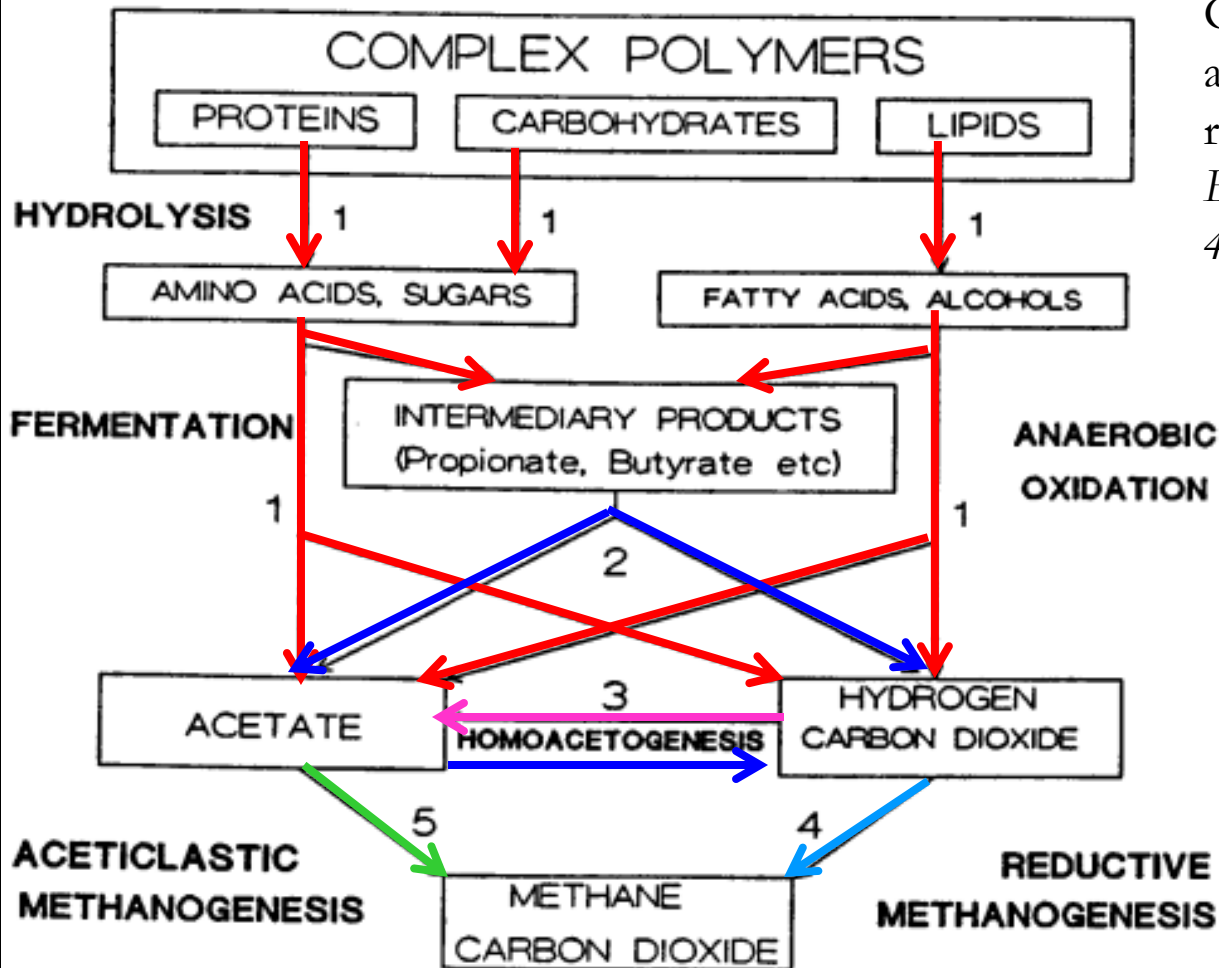 COMPLEX POLYMERS
PROTEINS
CARBOHYDRATES
LIPIDS
HYDROLYSIS
1
1
1
AMINO ACIDS, SUGARS
FATTY ACIDS, ALCOHOLS
FERMENTATION
INTERMEDIARY PRODUCTS
(Propionate, Butyrate etc)
ANAEROBIC
OXIDATION
1
2
1
ACETATE
3
HOMOACETOGENESIS
HYDROGEN
CARBON DIOXIDE
5
4
ACETICLASTIC
METHANOGENESIS
METHANE
CARBON DIOXIDE
REDUCTIVE
METHANOGENESIS